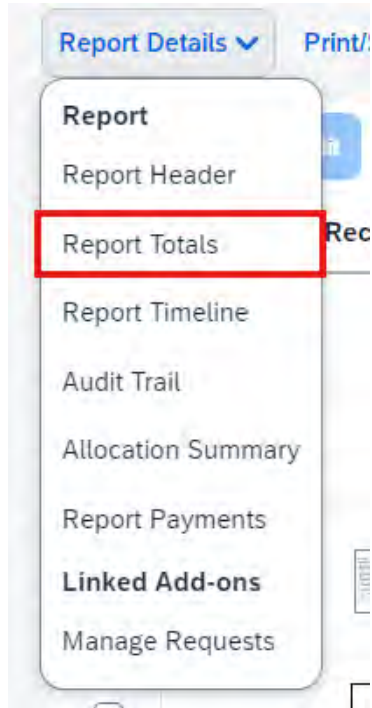 Report Details Print/
Report
Report Header
Report Totals
Rec
Report Timeline
Audit Trail
Allocation Summary
Report Payments
Linked Add-ons
Manage Requests